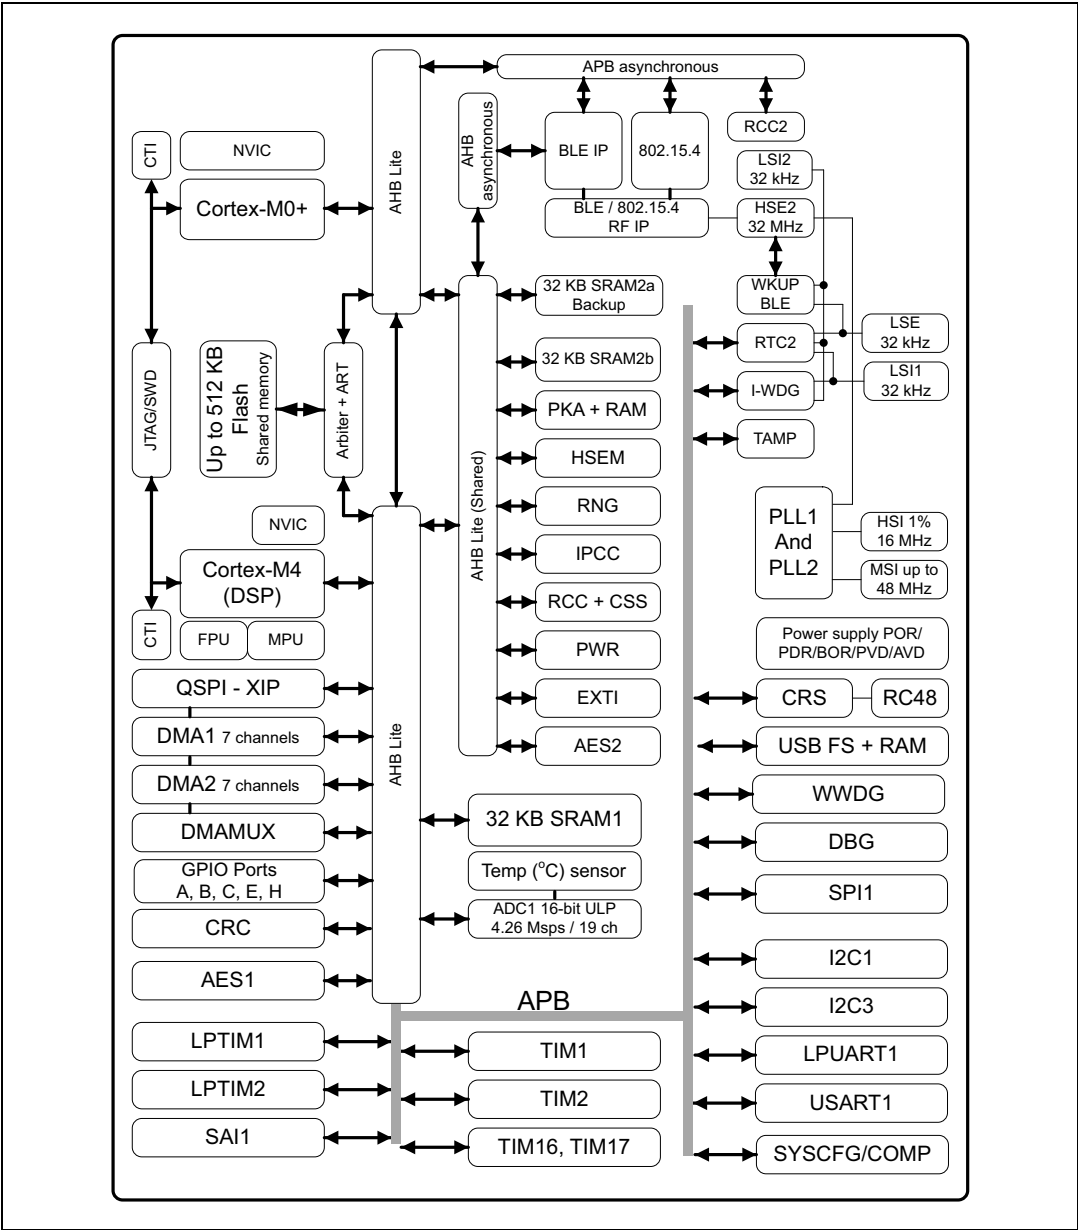 APB asynchronous
AHB Lite
AHB
asynchronous
BLE IP
802.15.4
RCC2
CTI
NVIC
Cortex-M0+
BLE / 802.15.4
RF IP
LSI2
32 kHz
HSE2
32 MHz
WKUP
BLE
RTC2
I-WDG
TAMP
LSE
32 kHz
LSI1
32 kHz
JTAG/SWD
Up to 512 KB
Flash
Shared memory
Arbiter + ART
AHB Lite (Shared)
32 KB SRAM2a
Backup
32 KB SRAM2b
PKA + RAM
HSEM
RNG
IPCC
RCC + CSS
PWR
EXTI
AES2
PLL1
And
PLL2
HSI 1%
16 MHz
MSI up to
48 MHz
NVIC
Cortex-M4
(DSP)
CTI
FPU
MPU
Power supply POR/
PDR/BOR/PVD/AVD
QSPI - XIP
DMA1 7 channels
DMA2 7 channels
DMAMUX
GPIO Ports
A, B, C, E, H
CRC
AES1
AHB Lite
32 KB SRAM1
Temp (°C) sensor
ADC1 16-bit ULP
4.26 Msps / 19 ch
CRS
RC48
USB FS + RAM
WWDG
DBG
SPI1
I2C1
I2C3
LPUART1
USART1
SYSCFG/COMP
APB
LPTIM1
LPTIM2
SAI1
TIM1
TIM2
TIM16, TIM17